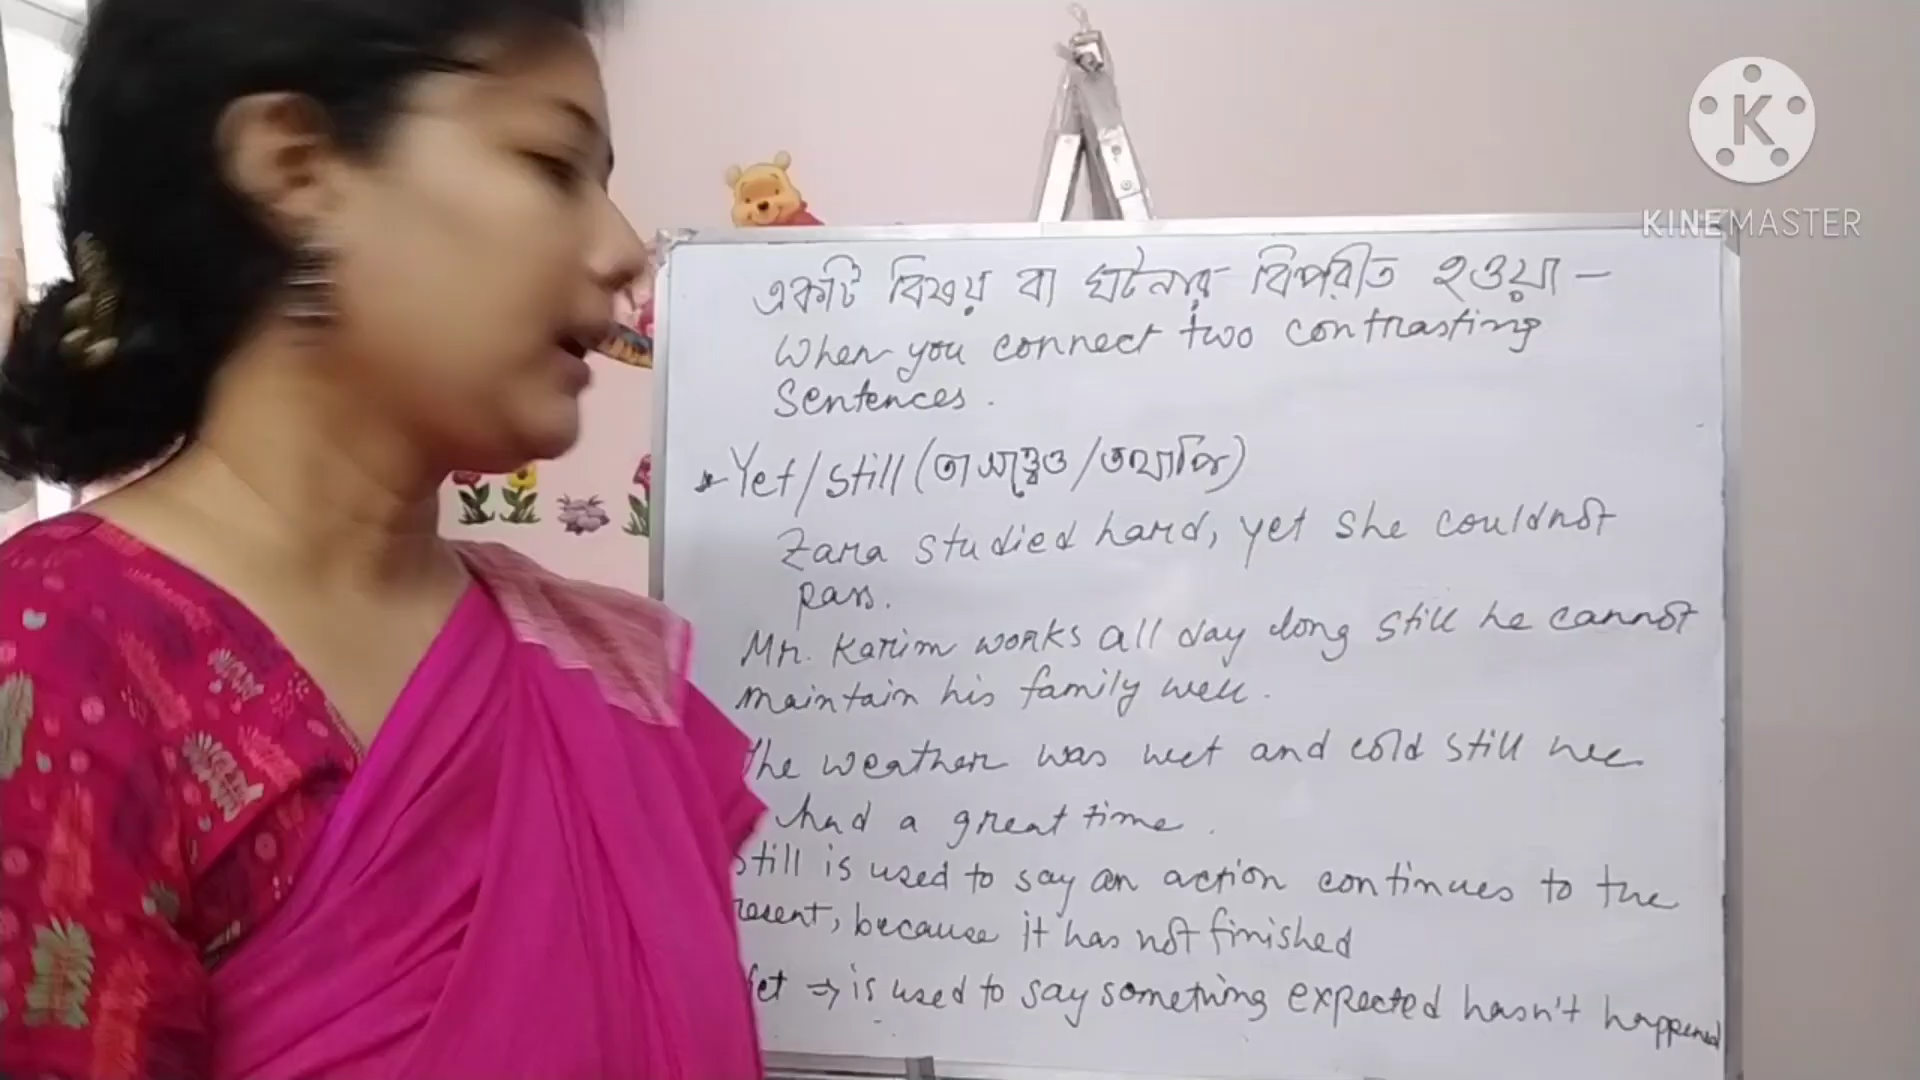 K
KINEMASTER
একটি বিষয় বা ঘটনার বিপরীত হওয়া -
When you connect two contrasting
Sentences.
Yet/still (তা সত্ত্বেও/তথাপি)
Zara studied hard, yet she couldnot
pass.
Mr. Karim works all day long still he cannot
maintain his family well.
The weather was wet and cold still we
had a great time.
Still is used to say an action continues to the
resent, because it has not finished
Yet → is used to say something expected hasn't happened